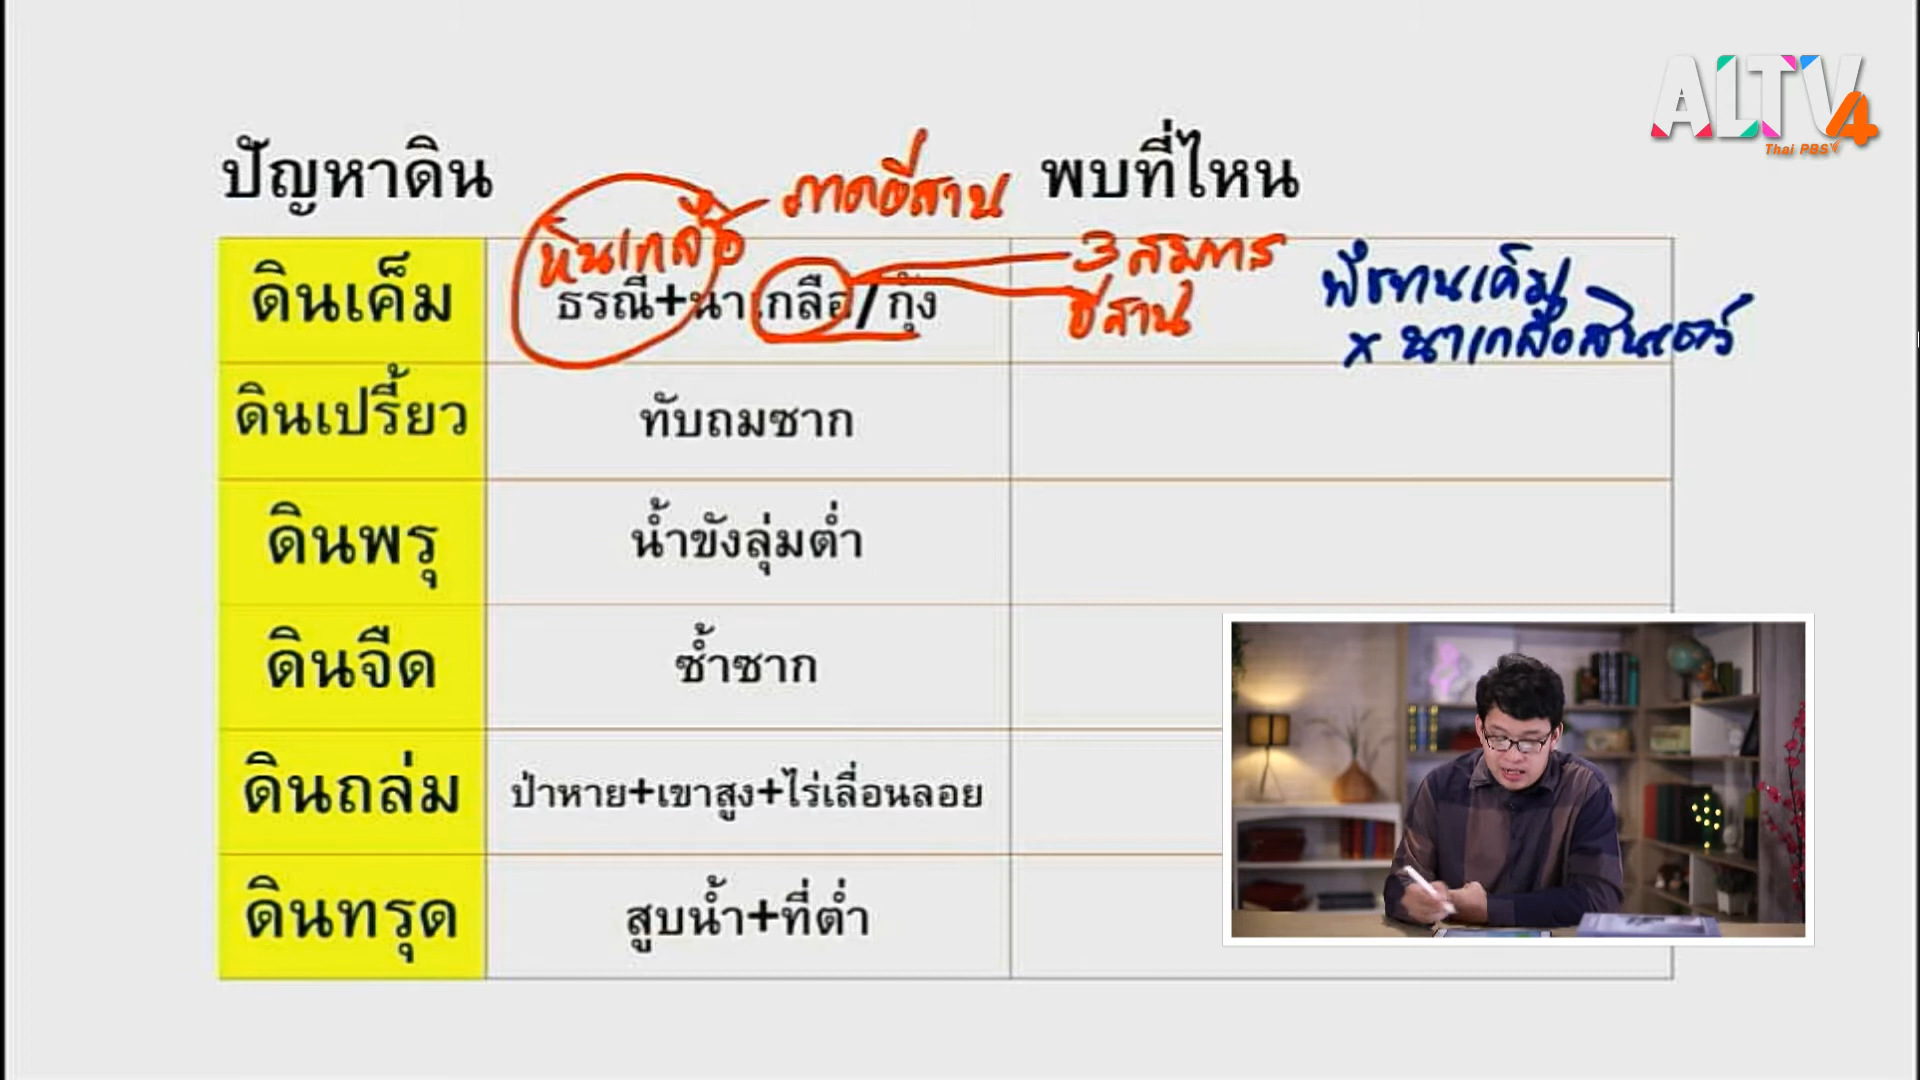 ALTV4
Thai PBS
ปัญหาดิน
พบที่ไหน
ภาคอีสาน
หินเกลือ
ดินเค็ม
ธรณี+นาเกลือ/กุ้ง
3 สมุทร
อีสาน
พืชทนเค็ม
x นาเกลือสินเธาว์
ดินเปรี้ยว
ทับถมซาก
ดินพรุ
น้ำขังลุ่มต่ำ
ดินจืด
ซ้ำซาก
ดินถล่ม
ป่าหาย+เขาสูง+ไร่เลื่อนลอย
ดินทรุด
สูบน้ำ+ที่ต่ำ